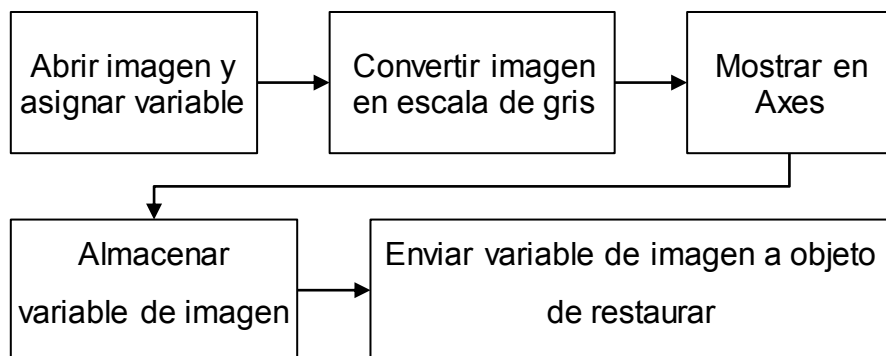 Abrir imagen y
asignar variable
Convertir imagen
en escala de gris
Mostrar en
Axes
Almacenar
variable de imagen
Enviar variable de imagen a objeto
de restaurar